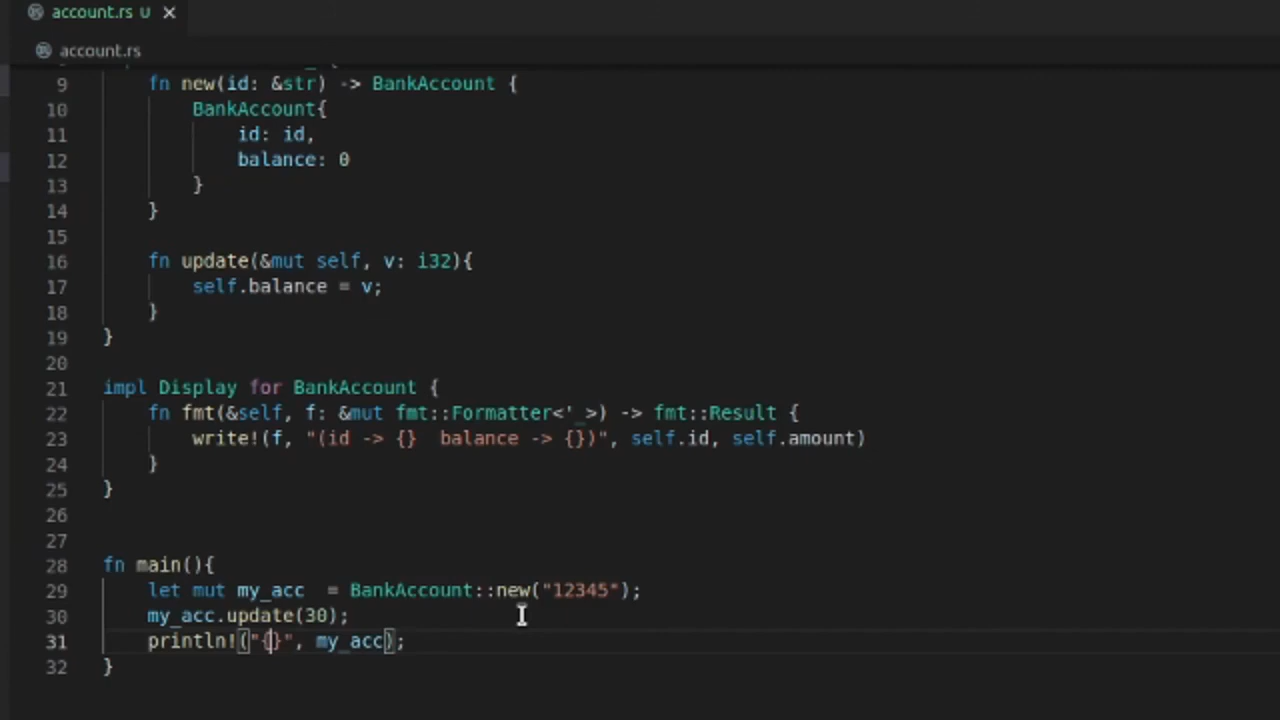 account.rs U ×
account.rs
9 fn new(id: &str) -> BankAccount {
10 BankAccount{
11 id: id,
12 balance: 0
13 }
14 }
15
16 fn update(&mut self, v: i32){
17 self.balance = v;
18 }
19 }
20
21 impl Display for BankAccount {
22 fn fmt(&self, f: &mut fmt::Formatter<'_>) -> fmt::Result {
23 write!(f, "(id -> {}  balance -> {})", self.id, self.amount)
24 }
25 }
26
27
28 fn main(){
29 let mut my_acc  = BankAccount::new("12345");
30 my_acc.update(30);
31 println!("{}", my_acc);
32 }